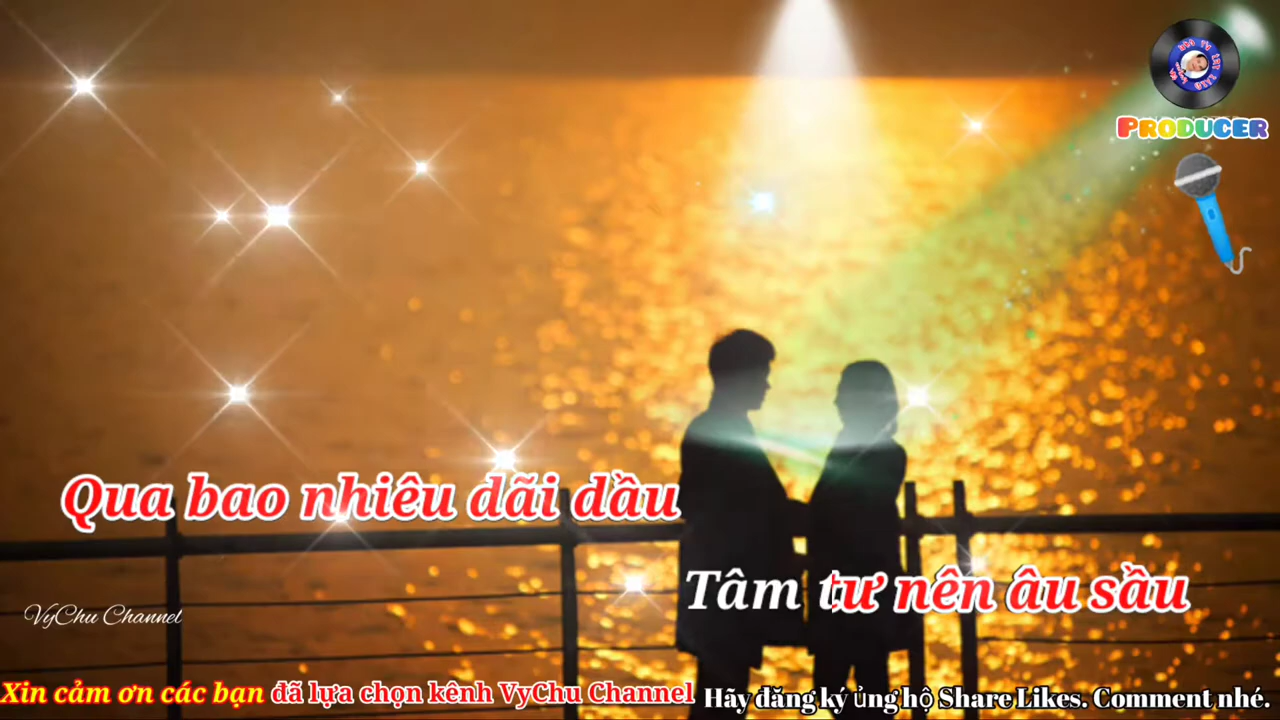 PRODUCER
Qua bao nhiêu dãi dầu
Tâm tư nên âu sầu
VyChu Channel
Xin cảm ơn các bạn đã lựa chọn kênh VyChu Channel
Hãy đăng ký ủng hộ Share Likes. Comment nhé.